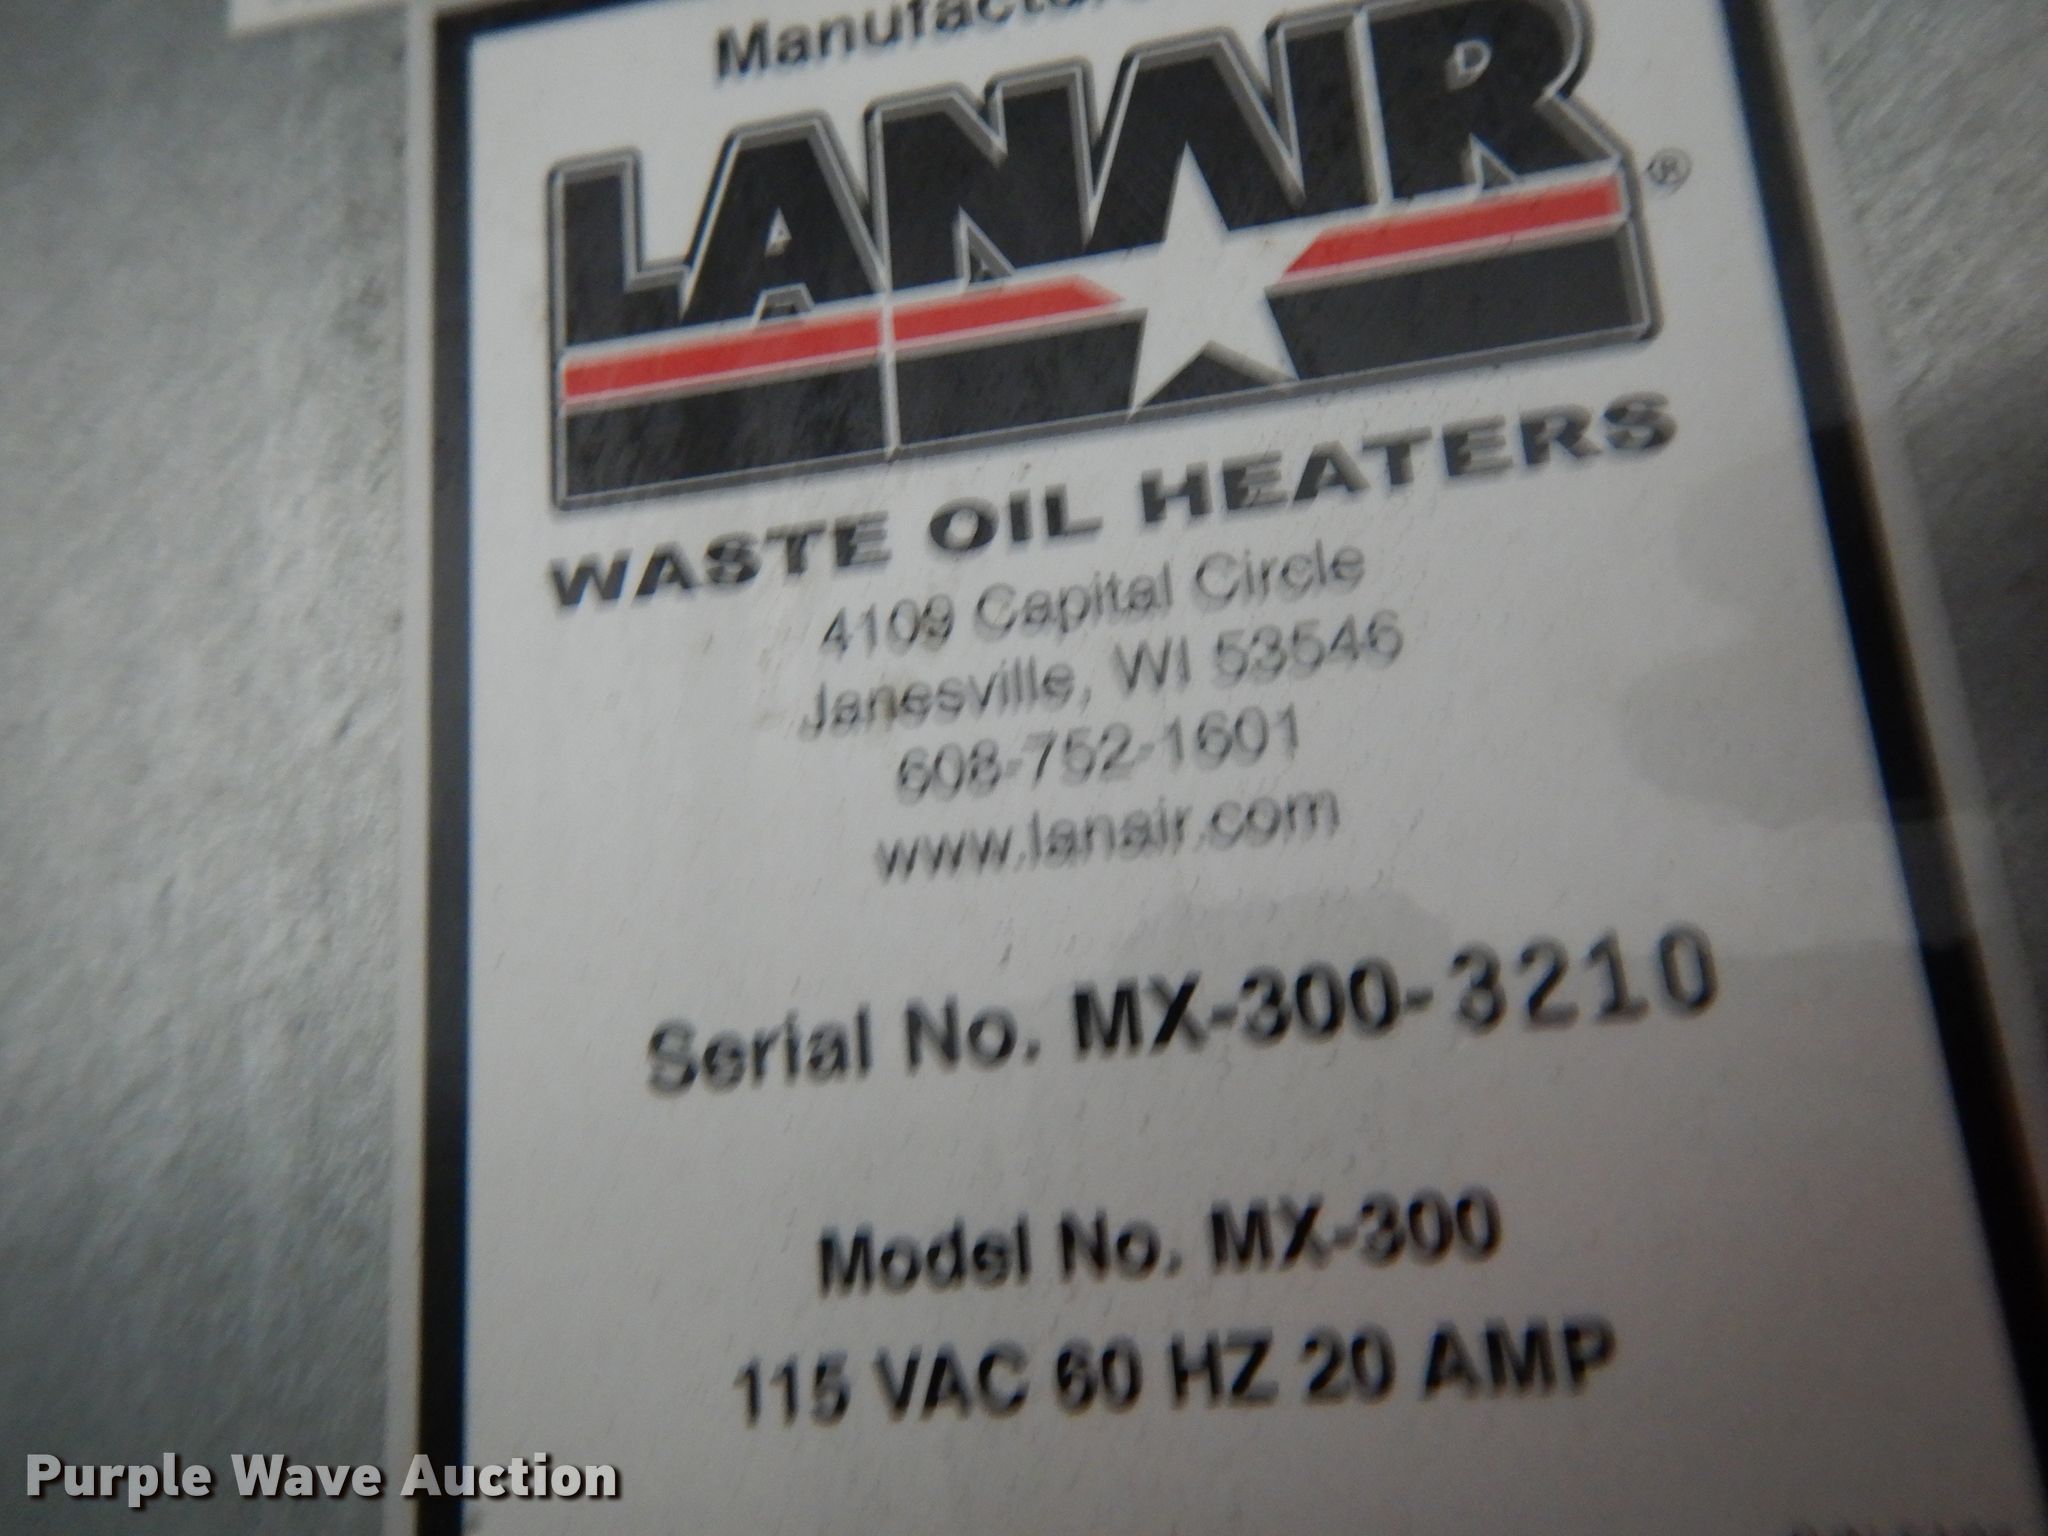 LANAIR®
WASTE OIL HEATERS
4109 Capital Circle
Janesville, WI 53546
608-752-1601
www.lanair.com
Serial No. MX-300-3210
Model No. MX-300
115 VAC 60 HZ 20 AMP
Purple Wave Auction